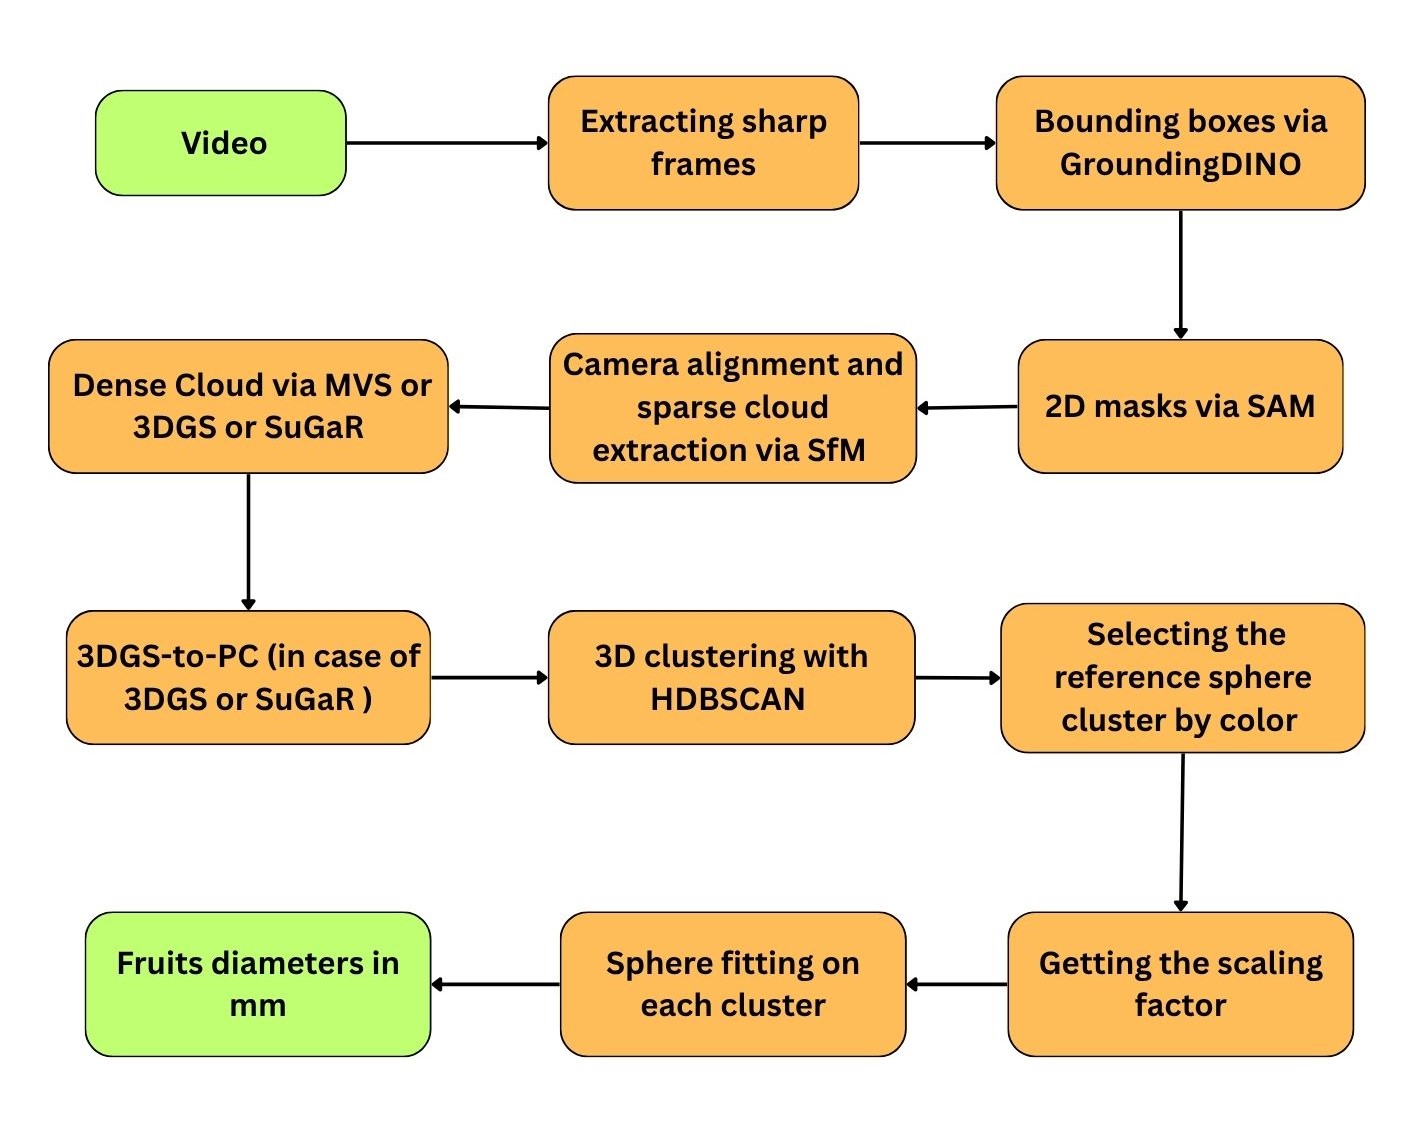 Video
Extracting sharp
frames
Bounding boxes via
GroundingDINO
2D masks via SAM
Camera alignment and
sparse cloud
extraction via SfM
Dense Cloud via MVS or
3DGS or SuGaR
3DGS-to-PC (in case of
3DGS or SuGaR )
3D clustering with
HDBSCAN
Selecting the
reference sphere
cluster by color
Getting the scaling
factor
Sphere fitting on
each cluster
Fruits diameters in
mm